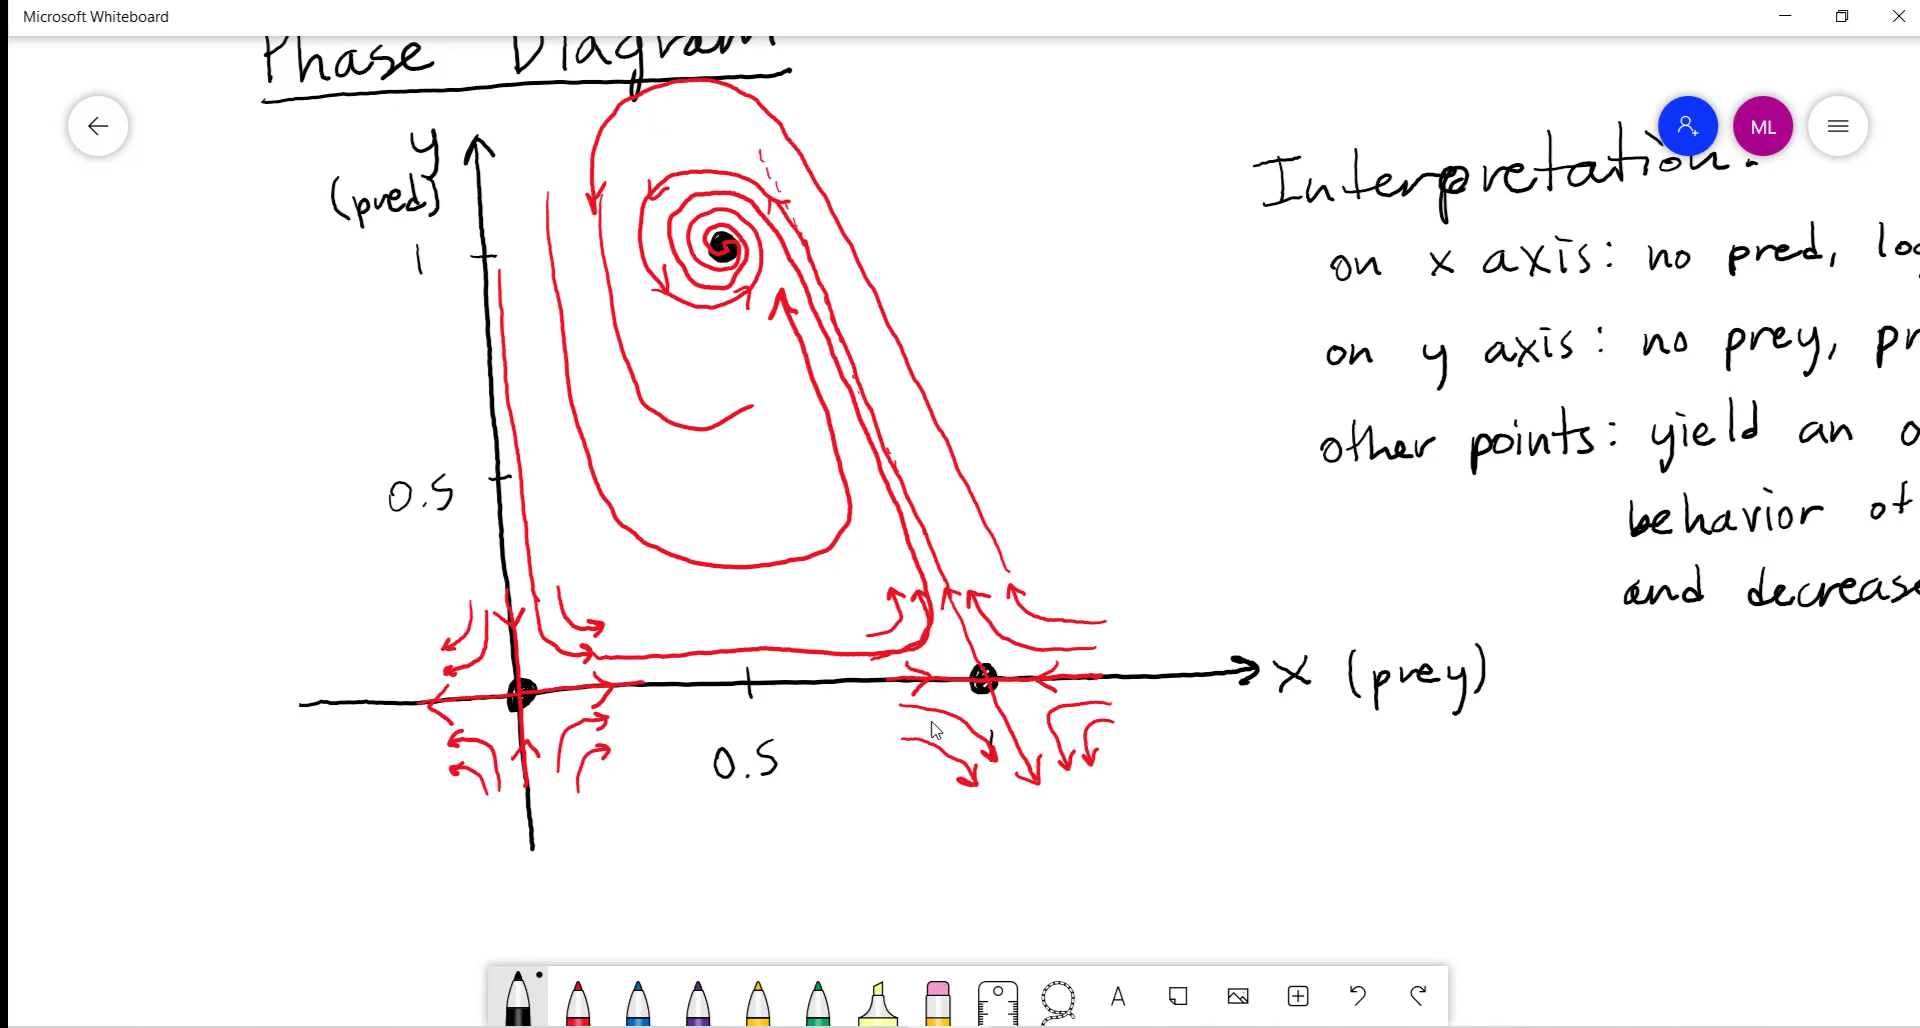 Microsoft Whiteboard
Phase Diagram
ML
y
(pred)
1
0.5
0.5
x (prey)
Interpretation:
on x axis: no pred,
on y axis: no prey,
other points: yield an
behavior of
and
A